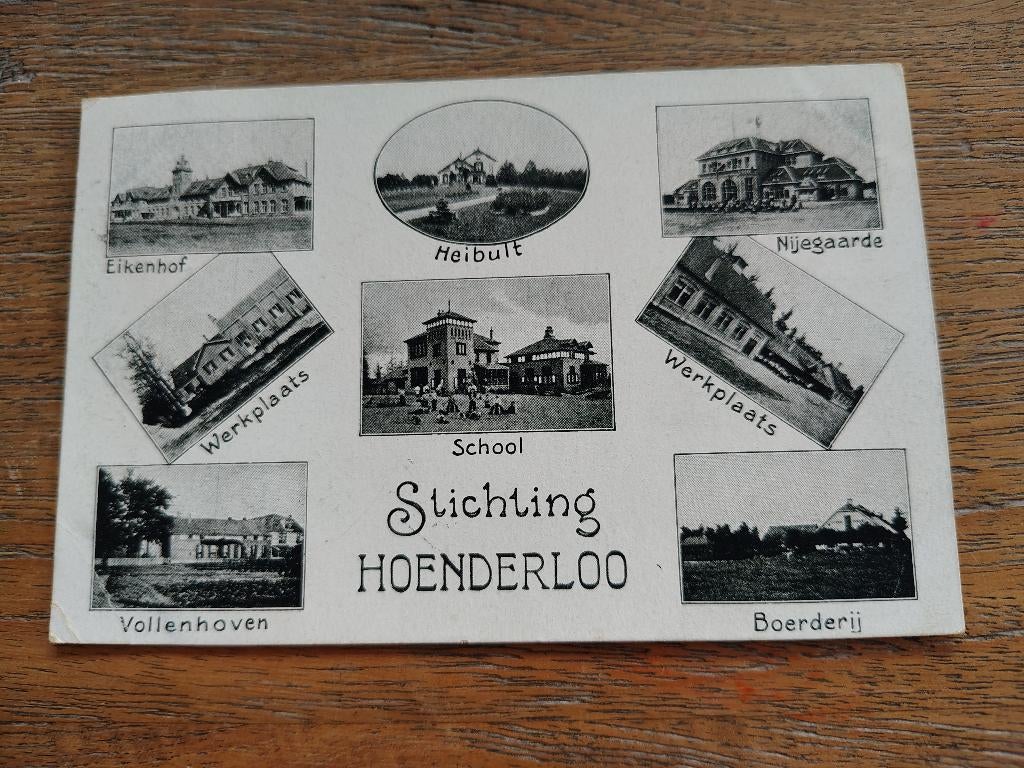 Eikenhof
Heibult
Nijegaarde
Werkplaats
School
Werkplaats
Vollenhoven
Stichting
HOENDERLOO
Boerderij